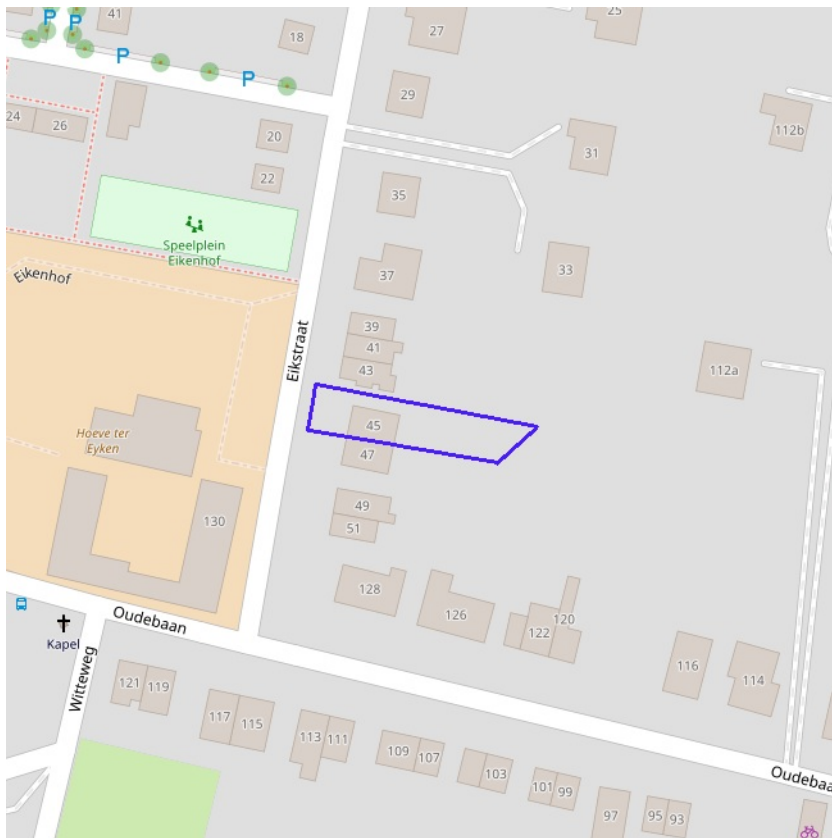 41
P
P
P
P
18
27
25
29
24
26
20
22
31
112b
35
Speelplein
Eikenhof
37
33
Eikenhof
39
41
43
Eikstraat
112a
45
47
Hoeve ter
Eyken
49
51
130
128
126
120
122
Oudebaan
Kapel
Witteweg
116
114
121
119
117
115
113
111
109
107
103
101
99
97
95
93
Oudebaa